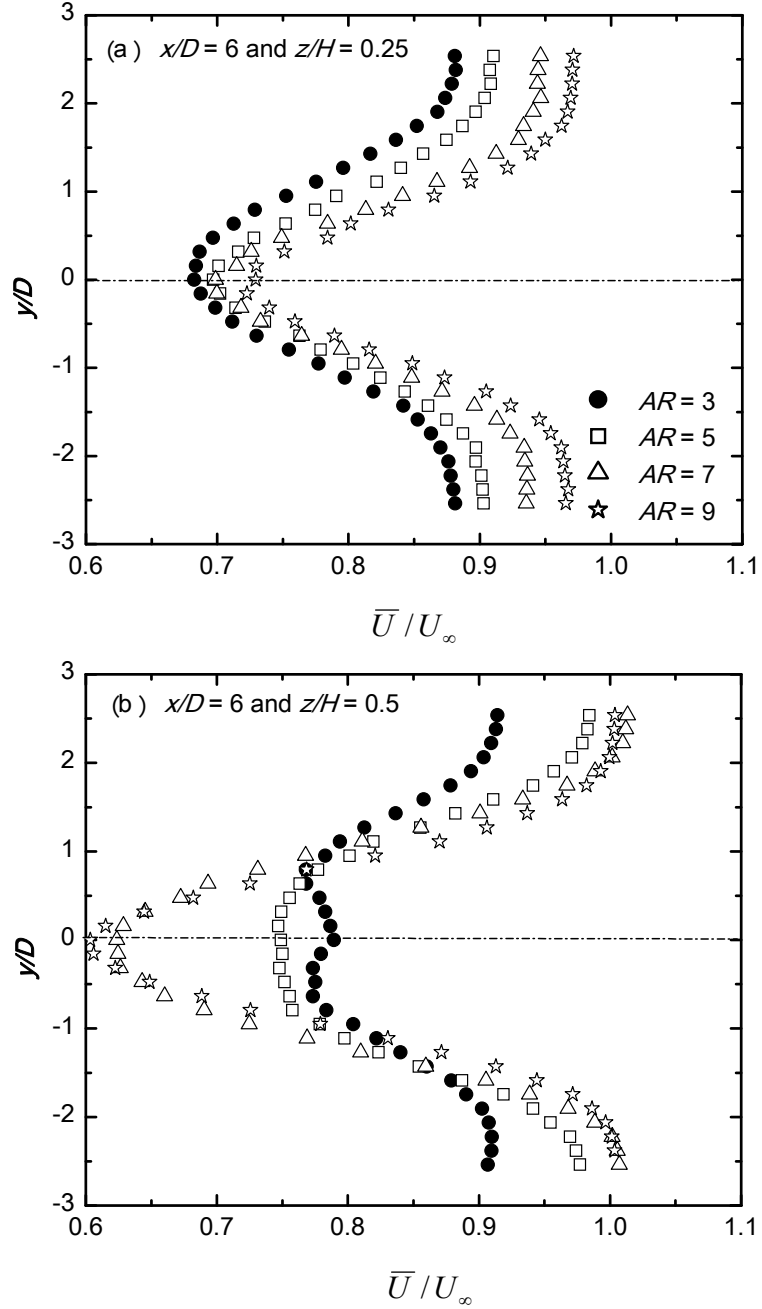 3
(a ) x/D = 6 and z/H = 0.25
2
1
0
y/D
-1
AR = 3
AR = 5
-2
AR = 7
AR = 9
-3
0.6 0.7 0.8 0.9 1.0 1.1
U̅ / U∞
3
(b ) x/D = 6 and z/H = 0.5
2
1
0
y/D
-1
-2
-3
0.6 0.7 0.8 0.9 1.0 1.1
U̅ / U∞